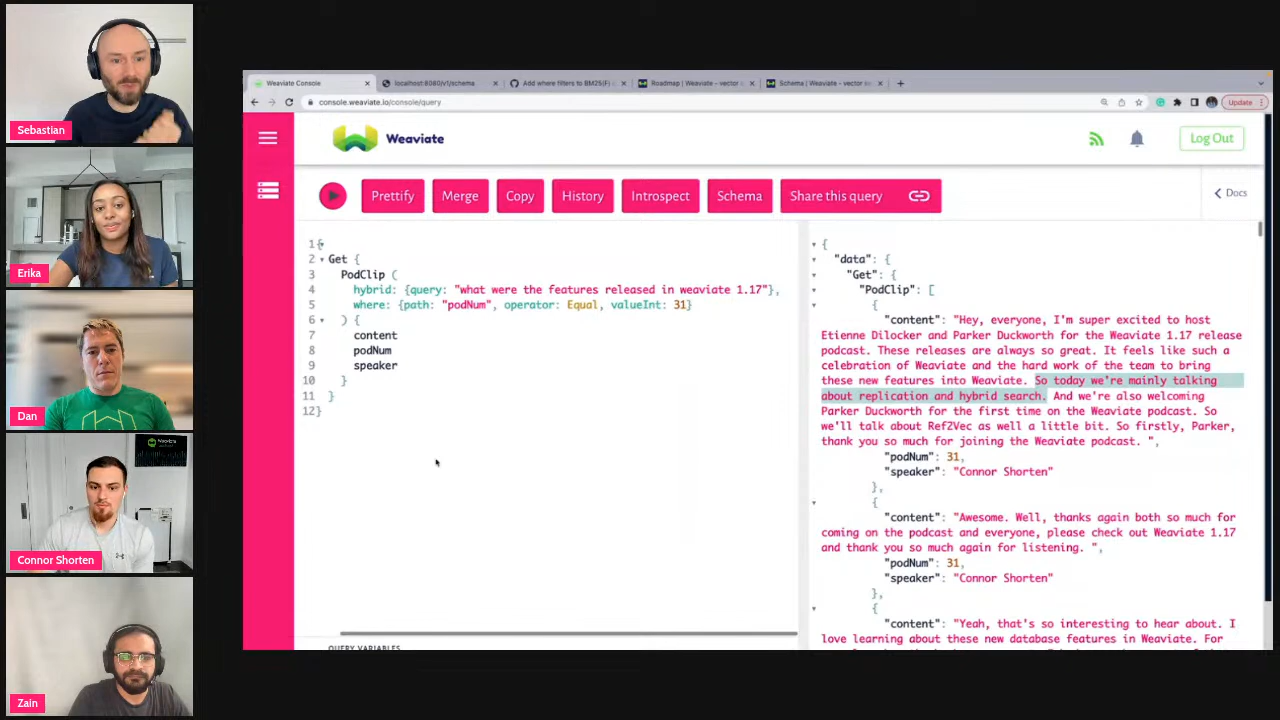 Sebastian
Erika
Dan
Connor Shorten
Zain
Weaviate Console
localhost:8080/v1/schema
Add where filters to BM25(F)
Roadmap | Weaviate - vector
Schema | Weaviate - vector
console.weaviate.io/console/query
Update
Weaviate
Log Out
Prettify
Merge
Copy
History
Introspect
Schema
Share this query
Docs
1 {
2 Get {
3 PodClip (
4 hybrid: {query: "what were the features released in weaviate 1.17"},
5 where: {path: "podNum", operator: Equal, valueInt: 31}
6 ) {
7 content
8 podNum
9 speaker
10 }
11 }
12 }
QUERY VARIABLES
{
"data": {
"Get": {
"PodClip": [
{
"content": "Hey, everyone, I'm super excited to host
Etienne Dilocker and Parker Duckworth for the Weaviate 1.17 release
podcast. These releases are always so great. It feels like such a
celebration of Weaviate and the hard work of the team to bring
these new features into Weaviate. So today we're mainly talking
about replication and hybrid search. And we're also welcoming
Parker Duckworth for the first time on the Weaviate podcast. So
we'll talk about Ref2Vec as well a little bit. So firstly, Parker,
thank you so much for joining the Weaviate podcast. ",
"podNum": 31,
"speaker": "Connor Shorten"
},
{
"content": "Awesome. Well, thanks again both so much for
coming on the podcast and everyone, please check out Weaviate 1.17
and thank you so much again for listening. ",
"podNum": 31,
"speaker": "Connor Shorten"
},
{
"content": "Yeah, that's so interesting to hear about. I
love learning about these new database features in Weaviate. For